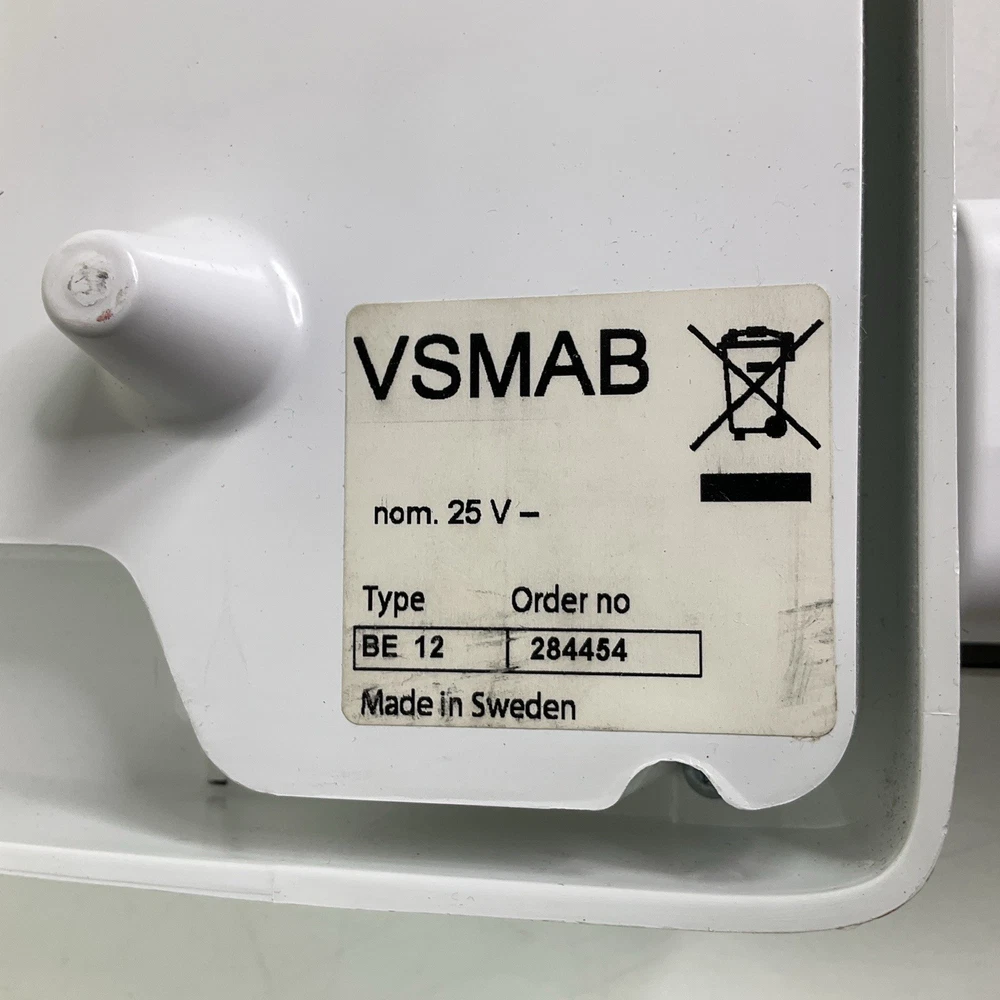 VSMAB
nom. 25 V –
Type Order no
BE 12 284454
Made in Sweden